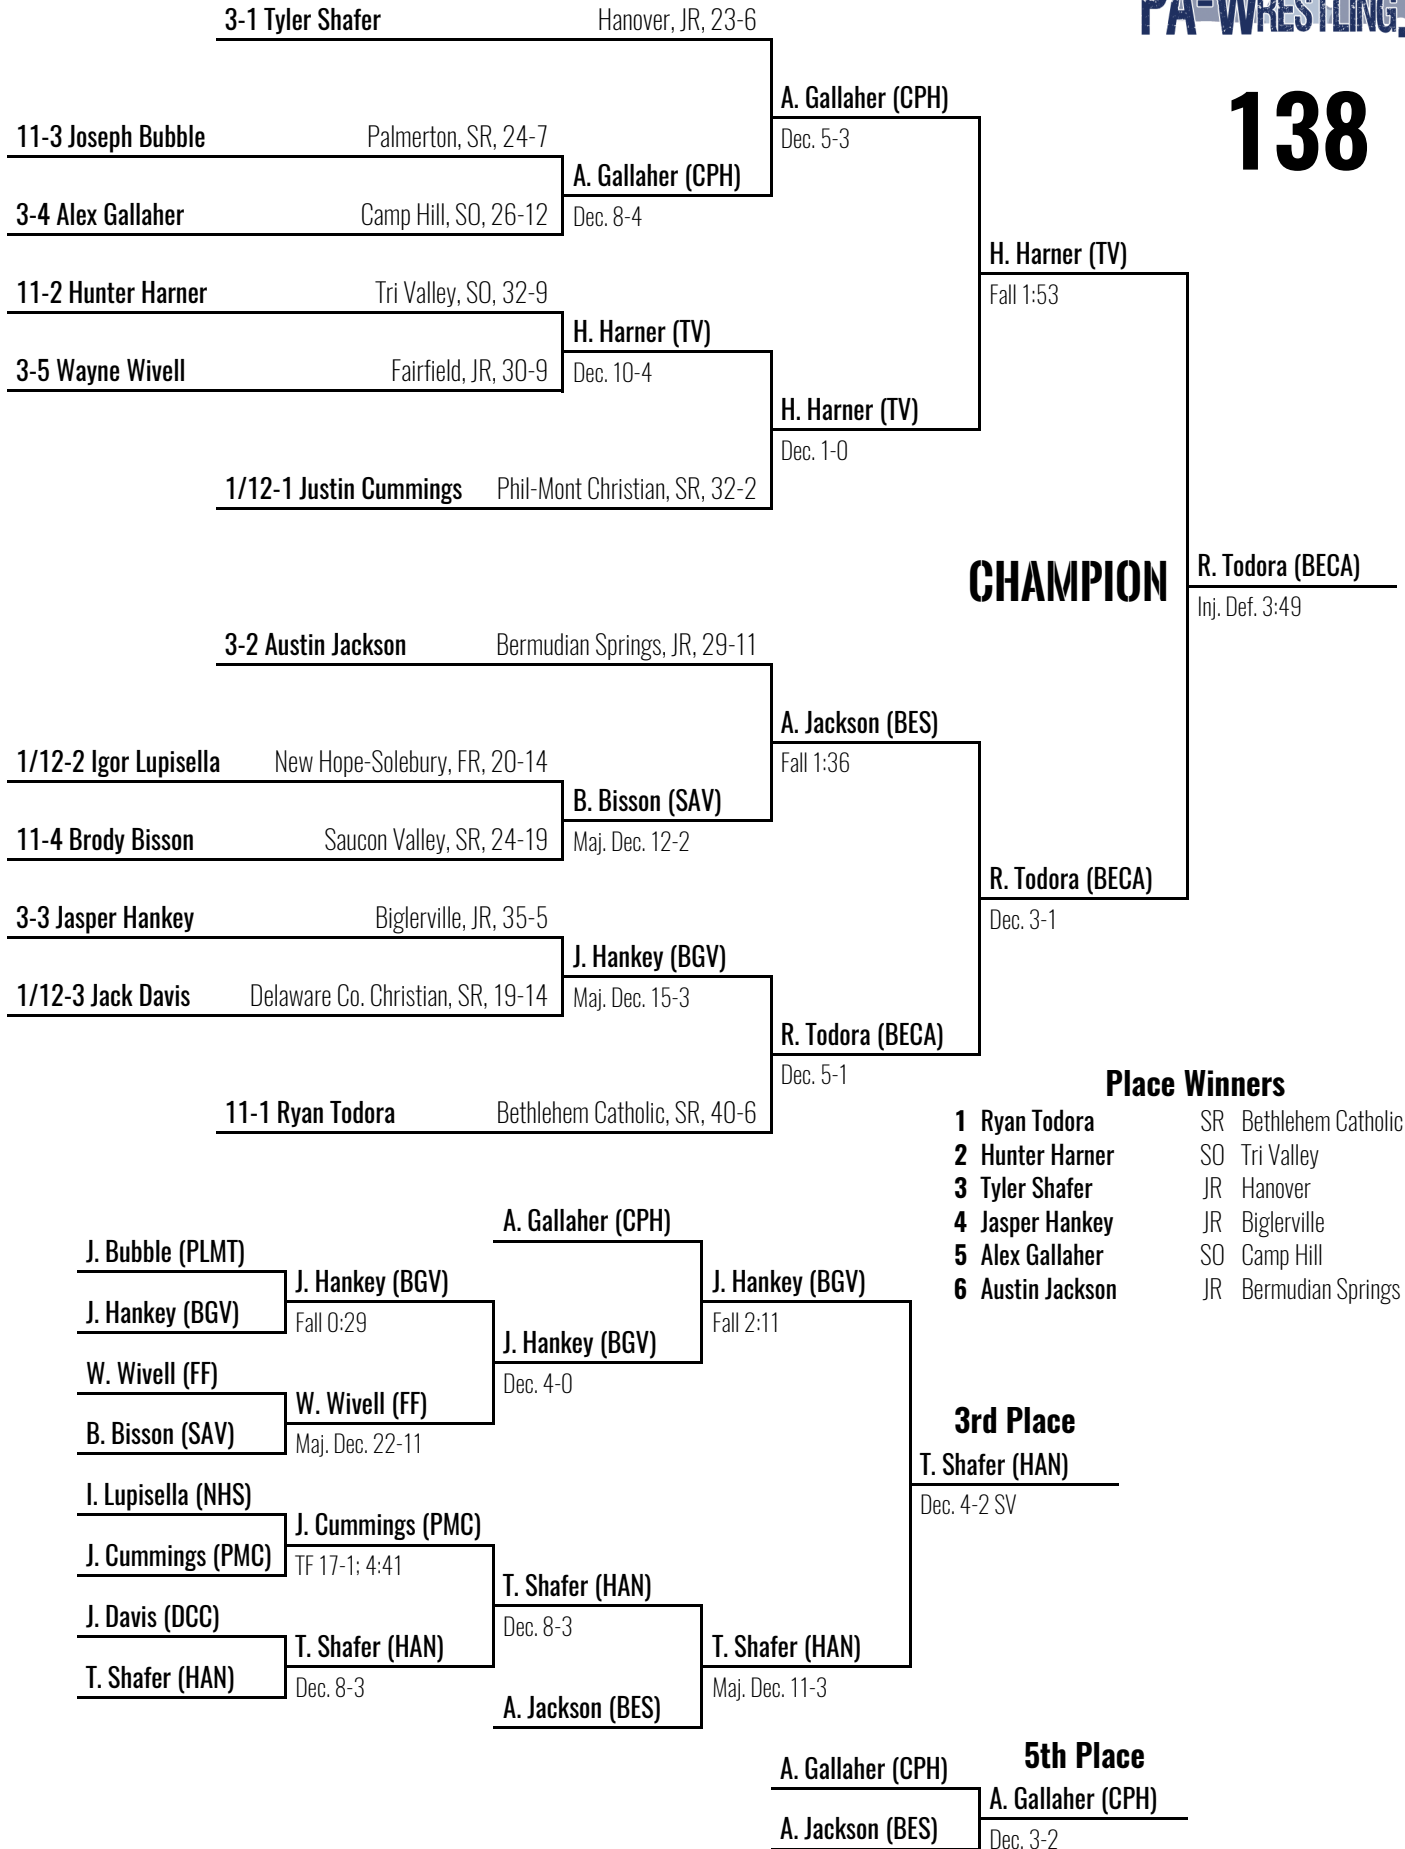 PA-WRESTLING.
138
3-1 Tyler Shafer Hanover, JR, 23-6
A. Gallaher (CPH)
Dec. 5-3
11-3 Joseph Bubble Palmerton, SR, 24-7
A. Gallaher (CPH)
Dec. 8-4
3-4 Alex Gallaher Camp Hill, SO, 26-12
H. Harner (TV)
Fall 1:53
11-2 Hunter Harner Tri Valley, SO, 32-9
H. Harner (TV)
Dec. 10-4
3-5 Wayne Wivell Fairfield, JR, 30-9
H. Harner (TV)
Dec. 1-0
1/12-1 Justin Cummings Phil-Mont Christian, SR, 32-2
CHAMPION
R. Todora (BECA)
Inj. Def. 3:49
3-2 Austin Jackson Bermudian Springs, JR, 29-11
A. Jackson (BES)
Fall 1:36
1/12-2 Igor Lupisella New Hope-Solebury, FR, 20-14
B. Bisson (SAV)
Maj. Dec. 12-2
11-4 Brody Bisson Saucon Valley, SR, 24-19
R. Todora (BECA)
Dec. 3-1
3-3 Jasper Hankey Biglerville, JR, 35-5
J. Hankey (BGV)
Maj. Dec. 15-3
1/12-3 Jack Davis Delaware Co. Christian, SR, 19-14
R. Todora (BECA)
Dec. 5-1
11-1 Ryan Todora Bethlehem Catholic, SR, 40-6
Place Winners
1 Ryan Todora SR Bethlehem Catholic
2 Hunter Harner SO Tri Valley
3 Tyler Shafer JR Hanover
4 Jasper Hankey JR Biglerville
5 Alex Gallaher SO Camp Hill
6 Austin Jackson JR Bermudian Springs
A. Gallaher (CPH)
J. Bubble (PLMT)
J. Hankey (BGV)
Fall 0:29
J. Hankey (BGV)
J. Hankey (BGV)
Fall 2:11
J. Hankey (BGV)
Dec. 4-0
W. Wivell (FF)
W. Wivell (FF)
Maj. Dec. 22-11
B. Bisson (SAV)
3rd Place
T. Shafer (HAN)
Dec. 4-2 SV
I. Lupisella (NHS)
J. Cummings (PMC)
TF 17-1; 4:41
J. Cummings (PMC)
T. Shafer (HAN)
Dec. 8-3
J. Davis (DCC)
T. Shafer (HAN)
Dec. 8-3
T. Shafer (HAN)
T. Shafer (HAN)
Maj. Dec. 11-3
A. Jackson (BES)
5th Place
A. Gallaher (CPH)
A. Gallaher (CPH)
Dec. 3-2
A. Jackson (BES)